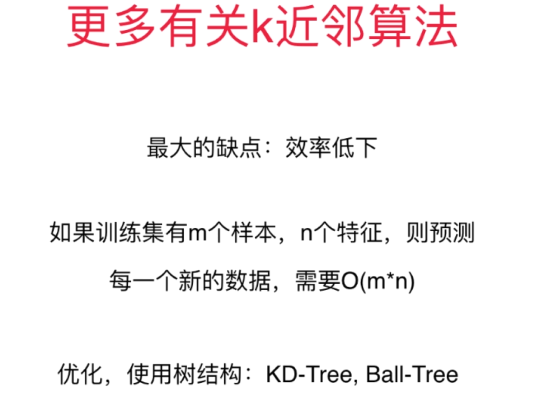 更多有关k近邻算法
最大的缺点：效率低下
如果训练集有m个样本，n个特征，则预测
每一个新的数据，需要O(m*n)
优化，使用树结构：KD-Tree, Ball-Tree